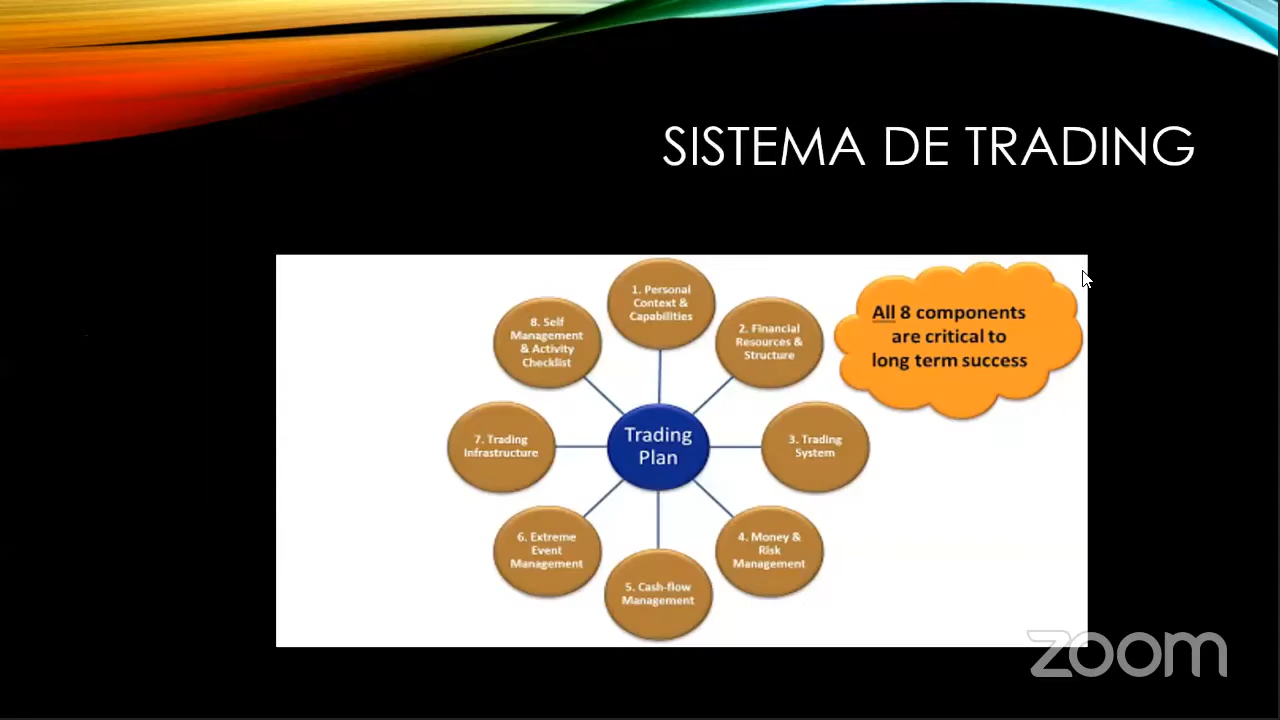 SISTEMA DE TRADING
1. Personal
Context &
Capabilities
2. Financial
Resources &
Structure
3. Trading
System
4. Money &
Risk
Management
5. Cash-flow
Management
6. Extreme
Event
Management
7. Trading
Infrastructure
8. Self
Management
& Activity
Checklist
Trading
Plan
All 8 components
are critical to
long term success
zoom